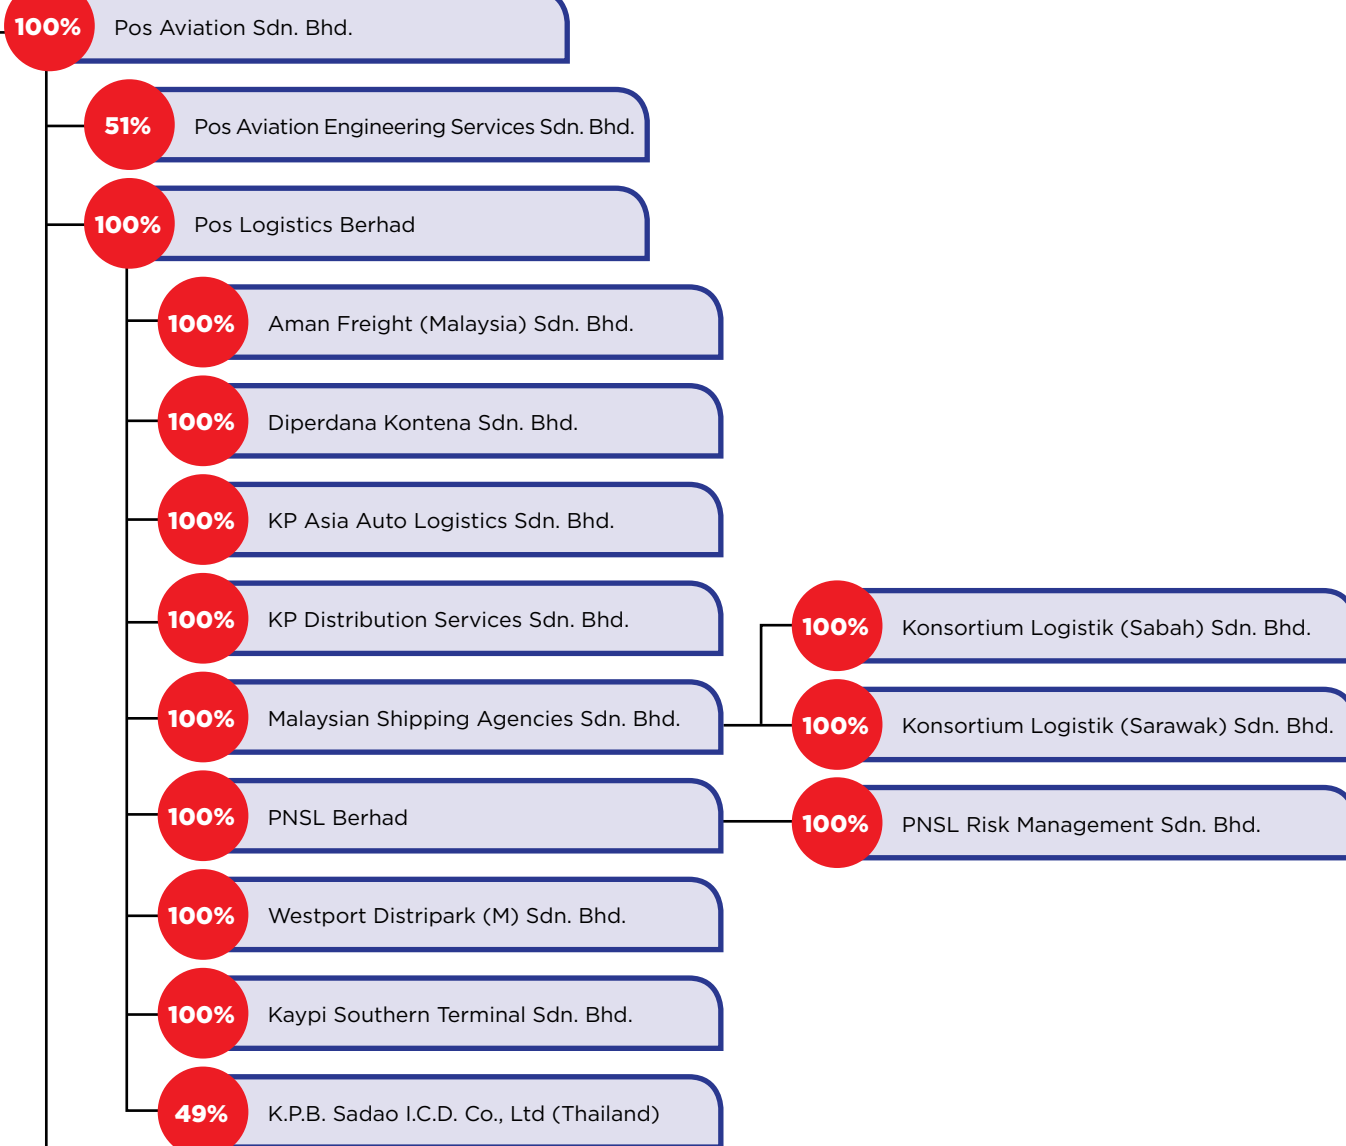 100% Pos Aviation Sdn. Bhd.
51% Pos Aviation Engineering Services Sdn. Bhd.
100% Pos Logistics Berhad
100% Aman Freight (Malaysia) Sdn. Bhd.
100% Diperdana Kontena Sdn. Bhd.
100% KP Asia Auto Logistics Sdn. Bhd.
100% KP Distribution Services Sdn. Bhd.
100% Konsortium Logistik (Sabah) Sdn. Bhd.
100% Malaysian Shipping Agencies Sdn. Bhd.
100% Konsortium Logistik (Sarawak) Sdn. Bhd.
100% PNSL Berhad
100% PNSL Risk Management Sdn. Bhd.
100% Westport Distripark (M) Sdn. Bhd.
100% Kaypi Southern Terminal Sdn. Bhd.
49% K.P.B. Sadao I.C.D. Co., Ltd (Thailand)